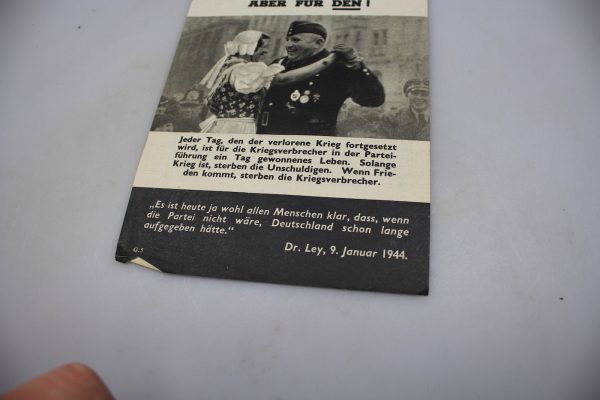 ABER FÜR DEN!
Jeder Tag, den der verlorene Krieg fortgesetzt
wird, ist für die Kriegsverbrecher in der Partei-
führung ein Tag gewonnenes Leben. Solange
Krieg ist, sterben die Unschuldigen. Wenn Frie-
den kommt, sterben die Kriegsverbrecher.
„Es ist heute ja wohl allen Menschen klar, dass, wenn
die Partei nicht wäre, Deutschland schon lange
aufgegeben hätte.“
Dr. Ley, 9. Januar 1944.
G.5